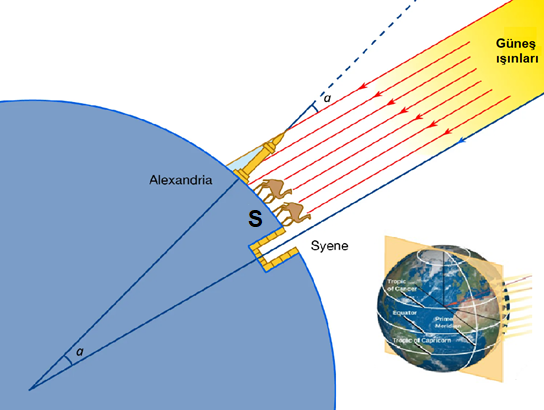 Güneş
ışınları
α
Alexandria
S
Syene
Tropic
of Cancer
Equator
Prime
Meridian
Tropic of Capricorn
α